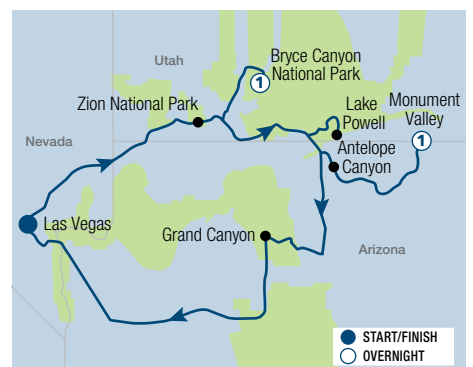 Utah
Bryce Canyon
National Park
1
Zion National Park
Lake
Powell
Monument
Valley
1
Nevada
Antelope
Canyon
Las Vegas
Grand Canyon
Arizona
START/FINISH
OVERNIGHT